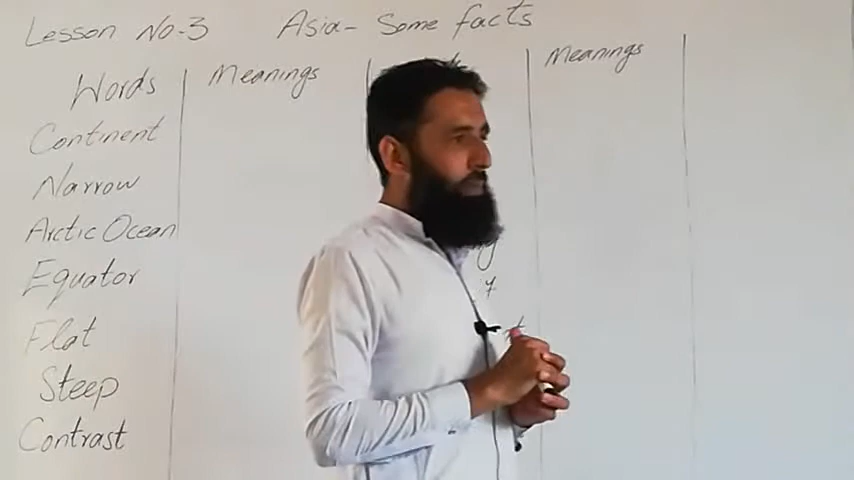 Lesson No-3 Asia- Some facts
Words Meanings Meanings
Continent
Narrow
Arctic Ocean
Equator
Flat
Steep
Contrast